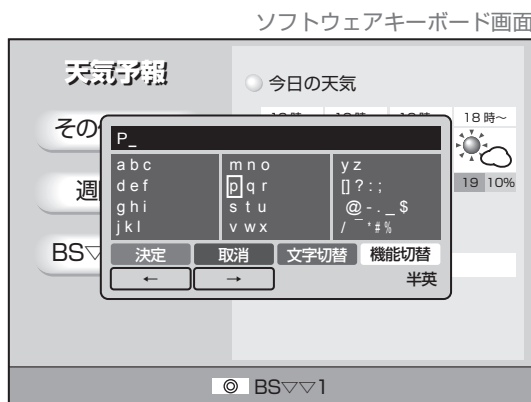 ソフトウェアキーボード画面
天気予報
今日の天気
その
18時~
P_
a b c
d e f
g h i
j k l
m n o
p q r
s t u
v w x
y z
[] ? : ;
@ - . _ $
/ ‾ ' * # %
19 10%
週
BS▽
決定 取消 文字切替 機能切替
← → 半英
◎ BS▽▽1